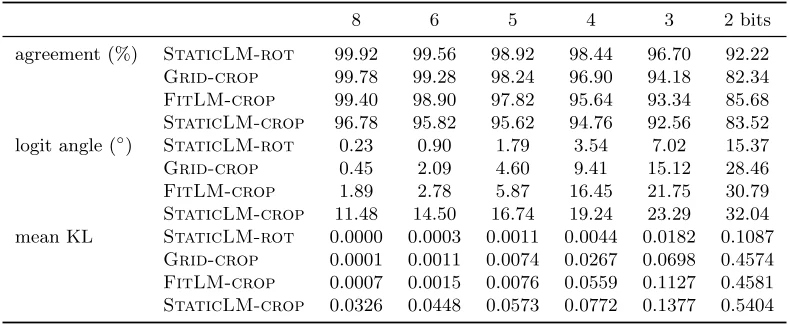 8 6 5 4 3 2 bits
agreement (%) StaticLM-rot 99.92 99.56 98.92 98.44 96.70 92.22
Grid-crop 99.78 99.28 98.24 96.90 94.18 82.34
FitLM-crop 99.40 98.90 97.82 95.64 93.34 85.68
StaticLM-crop 96.78 95.82 95.62 94.76 92.56 83.52
logit angle (°) StaticLM-rot 0.23 0.90 1.79 3.54 7.02 15.37
Grid-crop 0.45 2.09 4.60 9.41 15.12 28.46
FitLM-crop 1.89 2.78 5.87 16.45 21.75 30.79
StaticLM-crop 11.48 14.50 16.74 19.24 23.29 32.04
mean KL StaticLM-rot 0.0000 0.0003 0.0011 0.0044 0.0182 0.1087
Grid-crop 0.0001 0.0011 0.0074 0.0267 0.0698 0.4574
FitLM-crop 0.0007 0.0015 0.0076 0.0559 0.1127 0.4581
StaticLM-crop 0.0326 0.0448 0.0573 0.0772 0.1377 0.5404